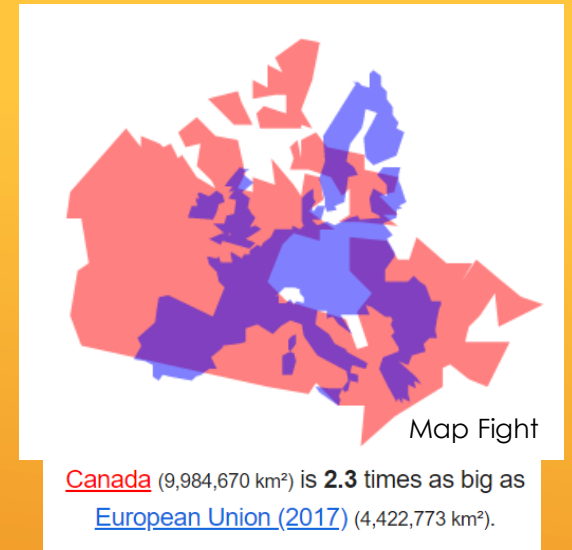 Map Fight
Canada (9,984,670 km²) is 2.3 times as big as
European Union (2017) (4,422,773 km²).